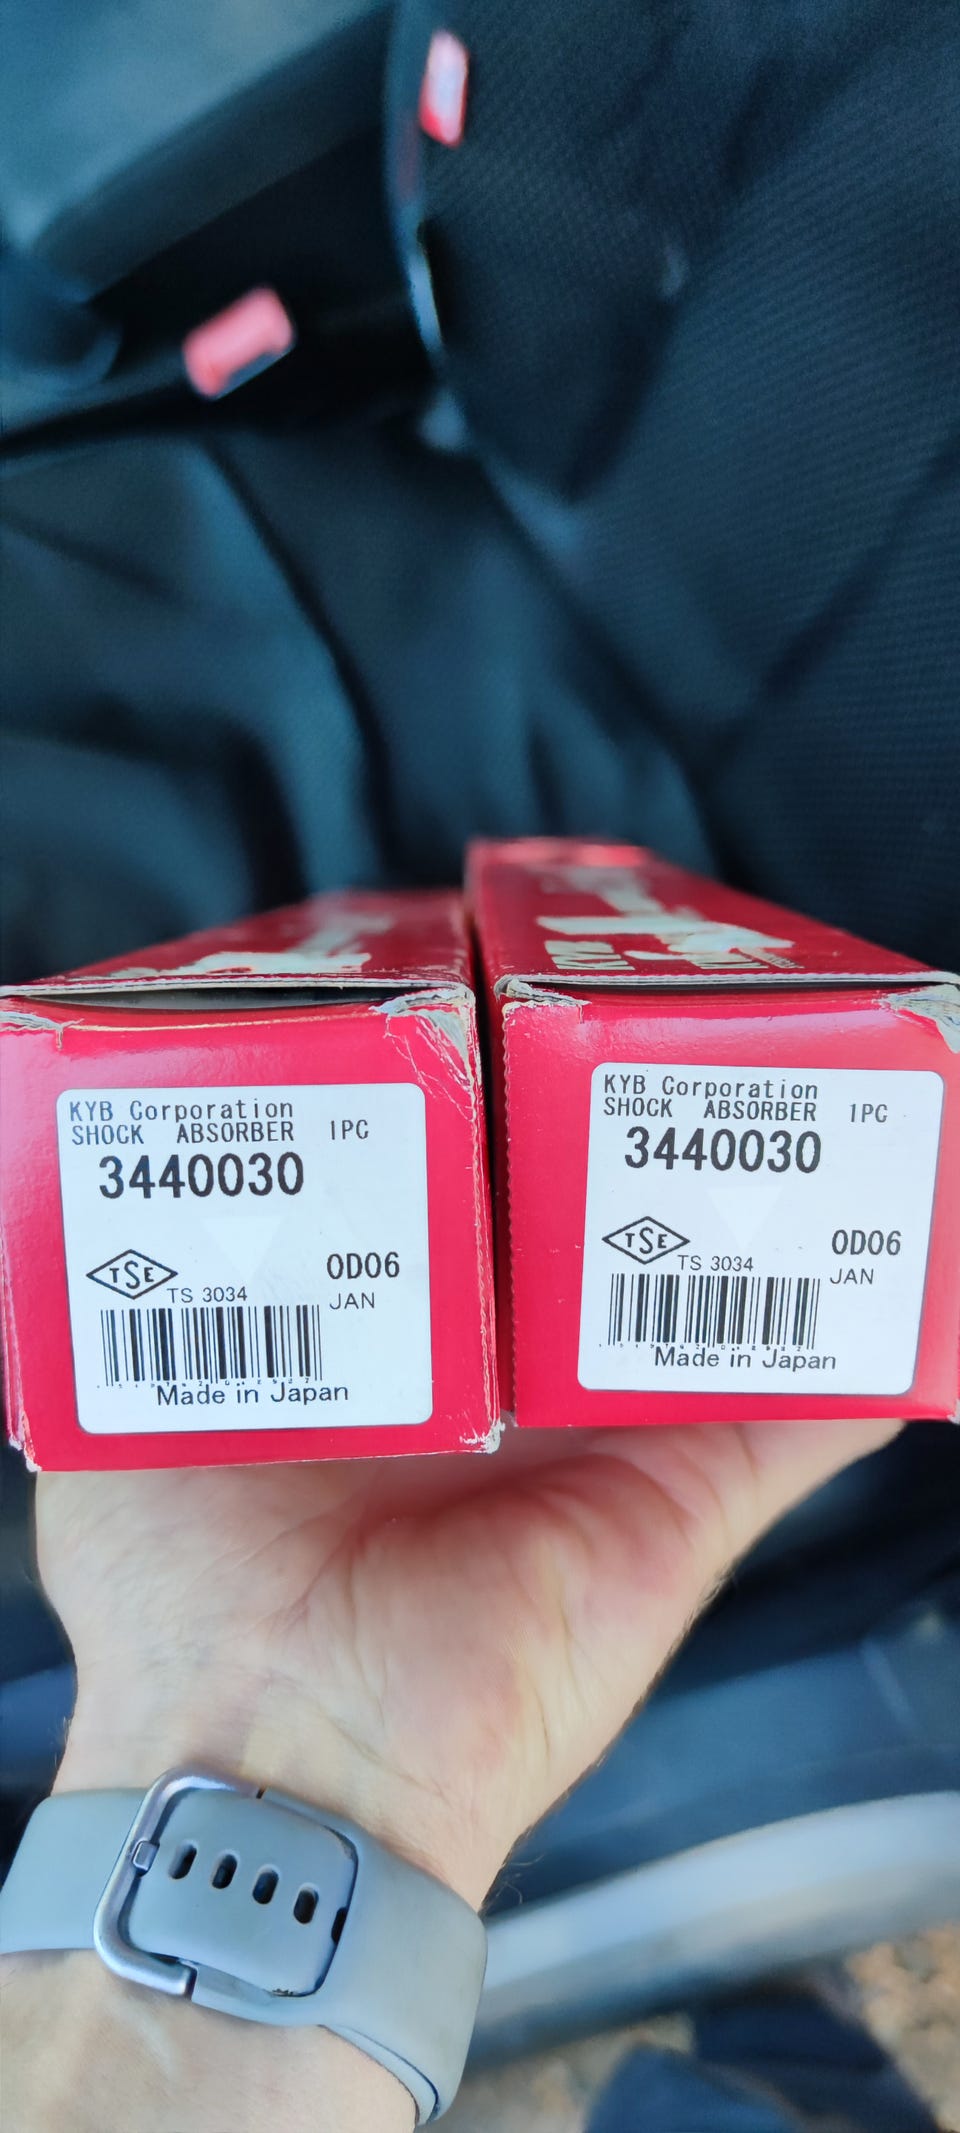 KYB
KYB Corporation
SHOCK ABSORBER 1PC
3440030
TSE
TS 3034
0D06
JAN
Made in Japan
KYB Corporation
SHOCK ABSORBER 1PC
3440030
TSE
TS 3034
0D06
JAN
Made in Japan